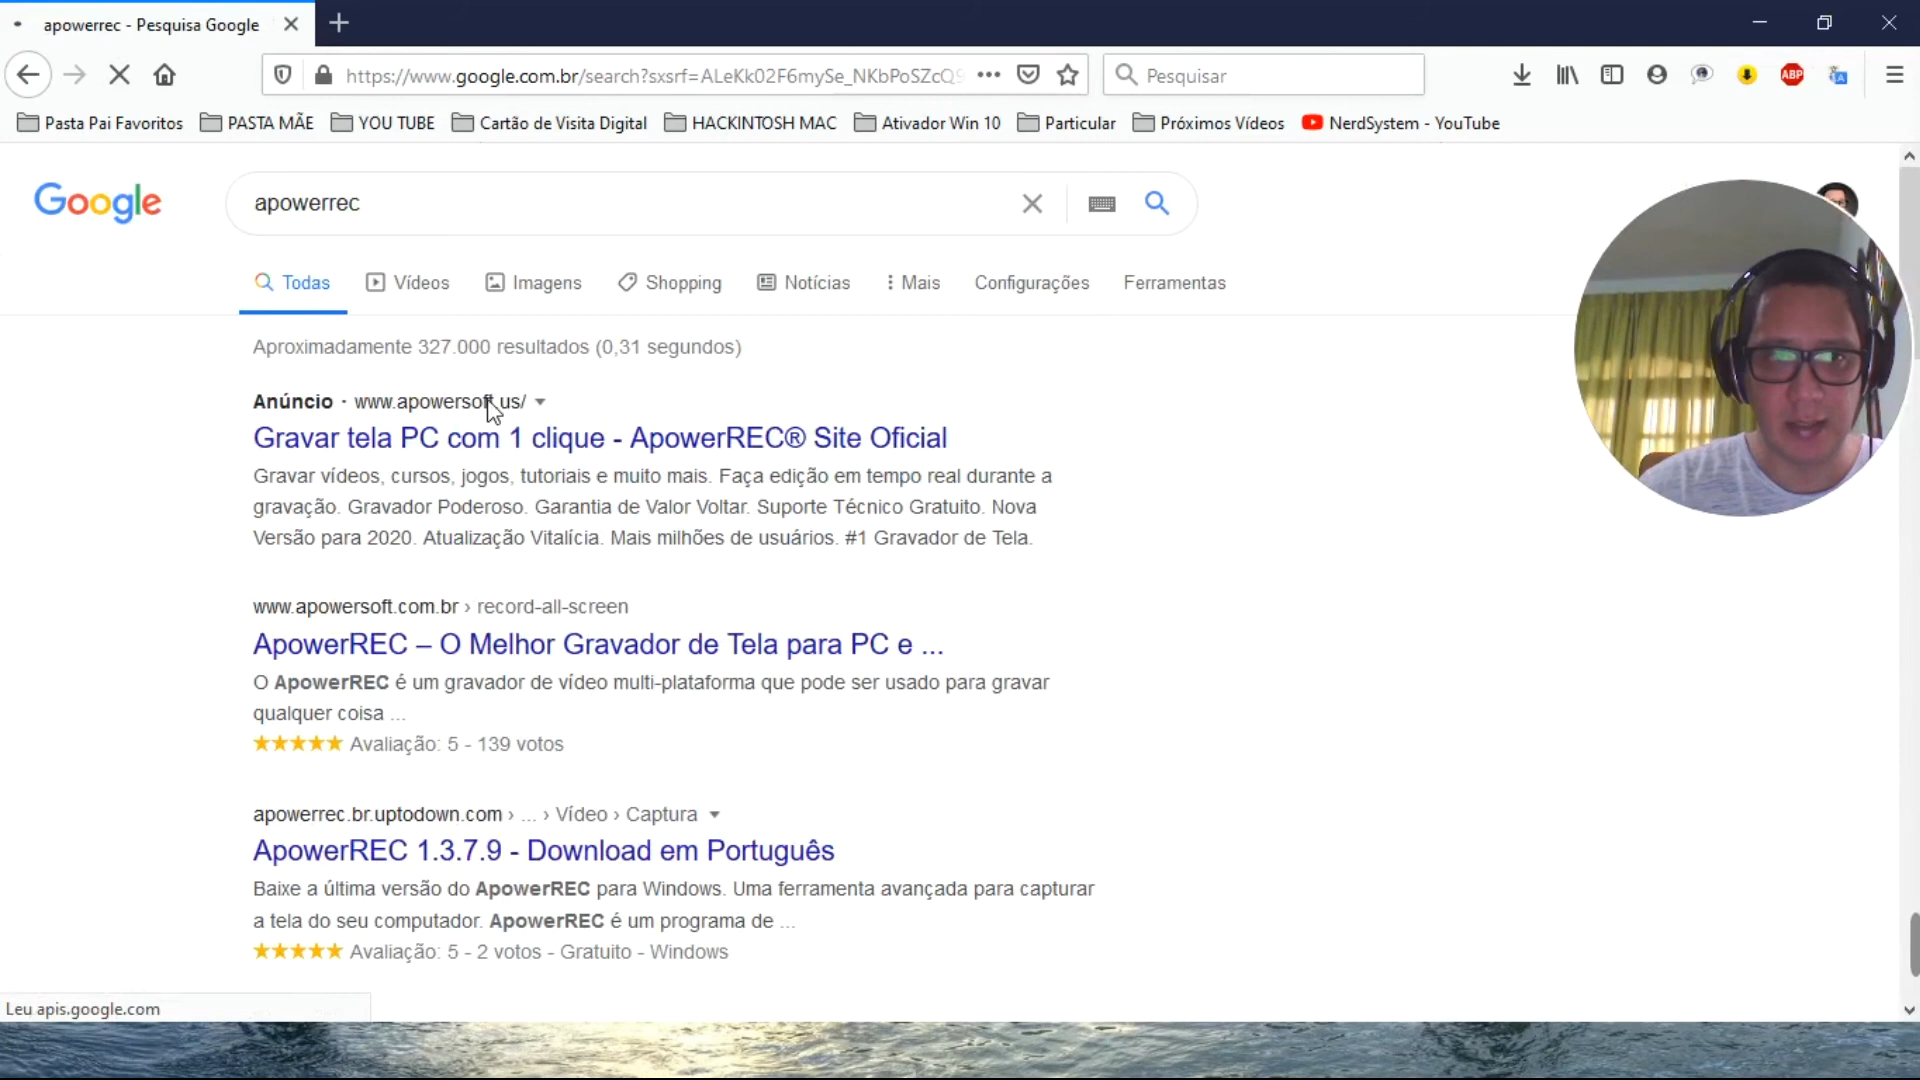 apowerrec - Pesquisa Google
https://www.google.com.br/search?sxsrf=ALeKk02F6mySe_NKbPoSZcQ9
Pesquisar
ABP
Pasta Pai Favoritos
PASTA MÃE
YOU TUBE
Cartão de Visita Digital
HACKINTOSH MAC
Ativador Win 10
Particular
Próximos Vídeos
NerdSystem - YouTube
Google
apowerrec
Todas
Vídeos
Imagens
Shopping
Notícias
Mais
Configurações
Ferramentas
Aproximadamente 327.000 resultados (0,31 segundos)
Anúncio · www.apowersoft.us/
Gravar tela PC com 1 clique - ApowerREC® Site Oficial
Gravar vídeos, cursos, jogos, tutoriais e muito mais. Faça edição em tempo real durante a
gravação. Gravador Poderoso. Garantia de Valor Voltar. Suporte Técnico Gratuito. Nova
Versão para 2020. Atualização Vitalícia. Mais milhões de usuários. #1 Gravador de Tela.
www.apowersoft.com.br › record-all-screen
ApowerREC – O Melhor Gravador de Tela para PC e ...
O ApowerREC é um gravador de vídeo multi-plataforma que pode ser usado para gravar
qualquer coisa ...
Avaliação: 5 - 139 votos
apowerrec.br.uptodown.com › ... › Vídeo › Captura
ApowerREC 1.3.7.9 - Download em Português
Baixe a última versão do ApowerREC para Windows. Uma ferramenta avançada para capturar
a tela do seu computador. ApowerREC é um programa de ...
Avaliação: 5 - 2 votos - Gratuito - Windows
Leu apis.google.com